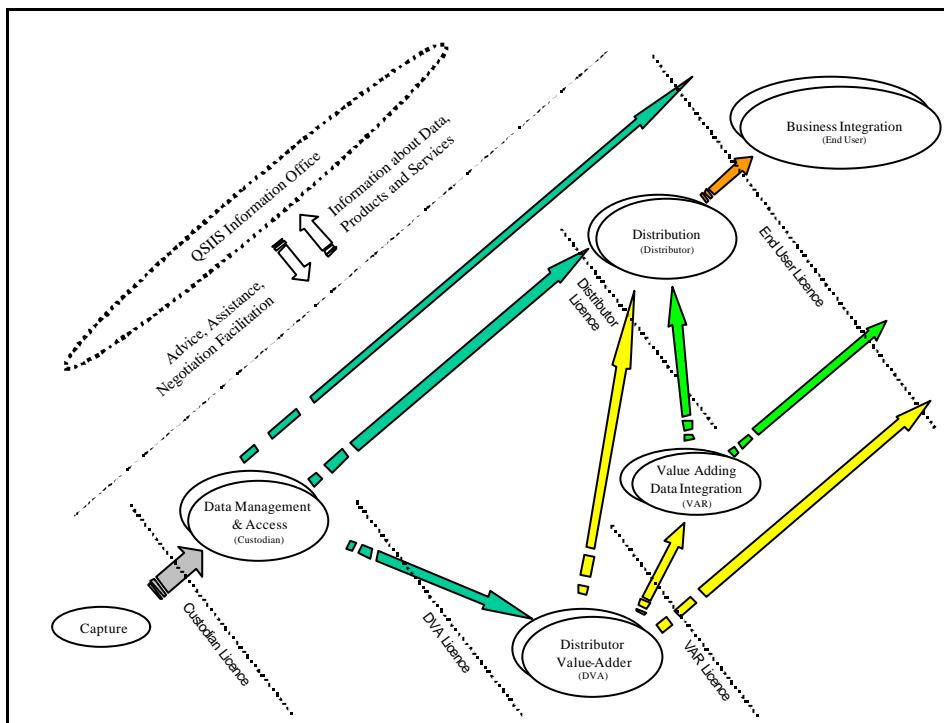 QSIIS Information Office
Information about Data,
Products and Services
Advice, Assistance,
Negotiation Facilitation
Business Integration
(End User)
Distribution
(Distributor)
End User Licence
Distributor
Licence
Value Adding
Data Integration
(VAR)
Data Management
& Access
(Custodian)
Capture
Custodian Licence
DVA Licence
Distributor
Value-Adder
(DVA)
VAR Licence